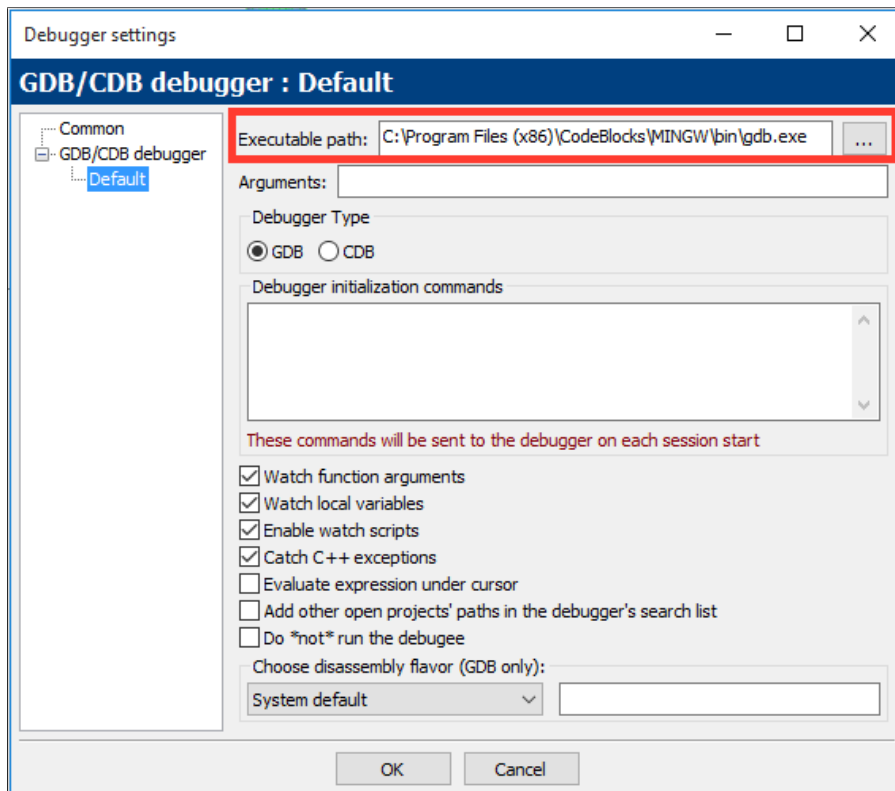 Debugger settings
GDB/CDB debugger : Default
Common
GDB/CDB debugger
Default
Executable path: C:\Program Files (x86)\CodeBlocks\MINGW\bin\gdb.exe ...
Arguments:
Debugger Type
GDB CDB
Debugger initialization commands
These commands will be sent to the debugger on each session start
Watch function arguments
Watch local variables
Enable watch scripts
Catch C++ exceptions
Evaluate expression under cursor
Add other open projects' paths in the debugger's search list
Do *not* run the debugee
Choose disassembly flavor (GDB only):
System default
OK Cancel